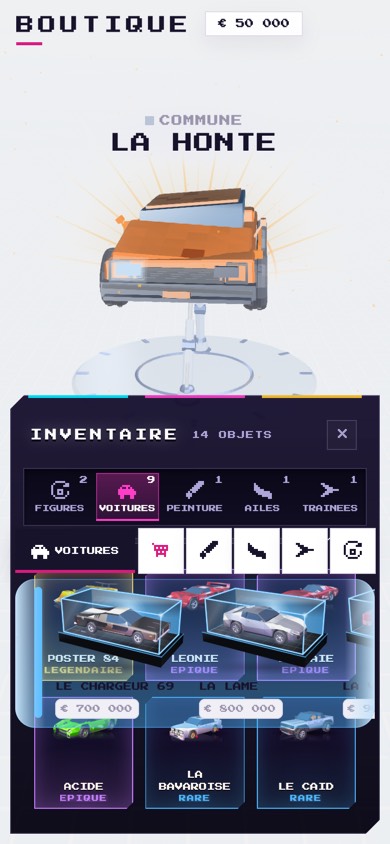 BOUTIQUE
€ 50 000
COMMUNE
LA HONTE
INVENTAIRE
14 OBJETS
×
2
9
1
1
1
FIGURES
VOITURES
PEINTURE
AILES
TRAINEES
VOITURES
POSTER 84
LEONIE
LEGENDAIRE
EPIQUE
EPIQUE
LE CHARGEUR 69
LA LAME
LA
€ 700 000
€ 800 000
€ 9
ACIDE
EPIQUE
LA
BAVAROISE
RARE
LE CAID
RARE